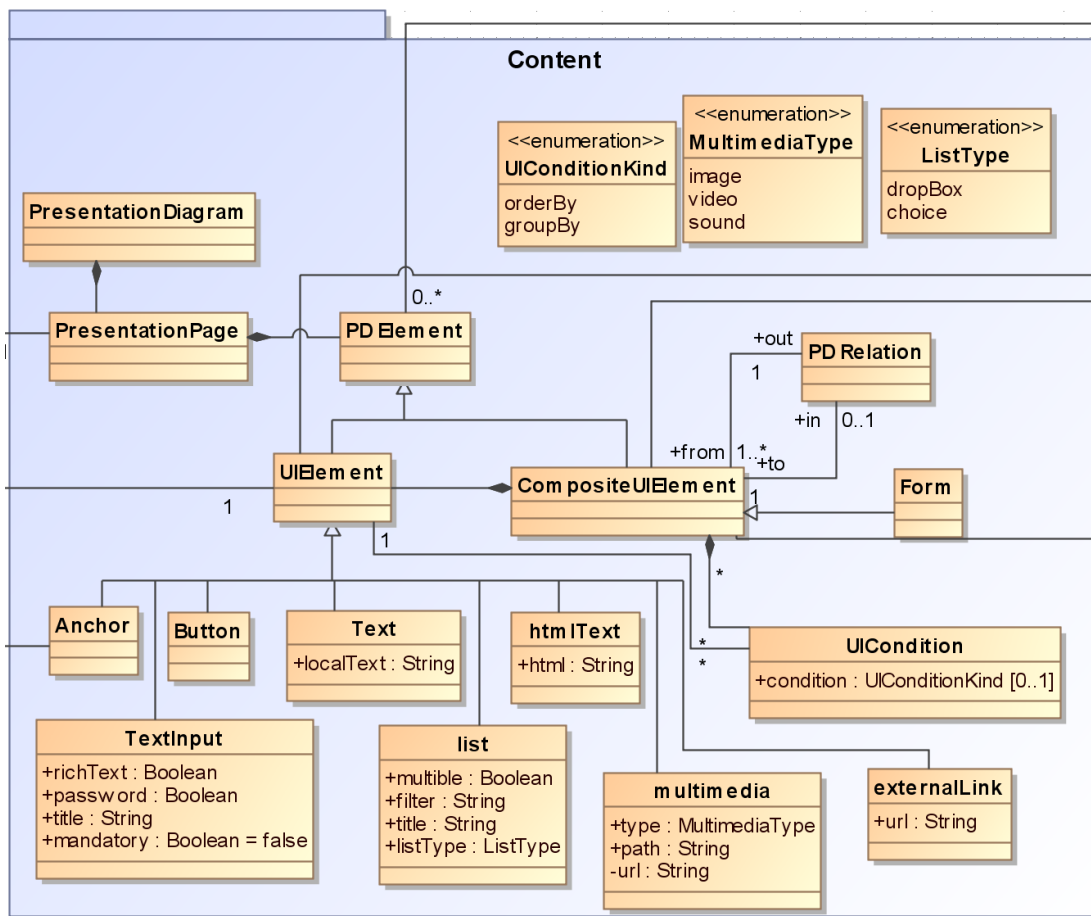 Content
<<enumeration>>
UIConditionKind
orderBy
groupBy
<<enumeration>>
MultimediaType
image
video
sound
<<enumeration>>
ListType
dropBox
choice
PresentationDiagram
0..*
PresentationPage
PDElement
+out
1
PDRelation
+in
0..1
+from
1..*
+to
1
UIElement
1
CompositeUIElement
Form
1
*
Anchor
Button
Text
+localText : String
htmlText
+html : String
*
*
UICondition
+condition : UIConditionKind [0..1]
TextInput
+richText : Boolean
+password : Boolean
+title : String
+mandatory : Boolean = false
list
+multible : Boolean
+filter : String
+title : String
+listType : ListType
multimedia
+type : MultimediaType
+path : String
-url : String
externalLink
+url : String